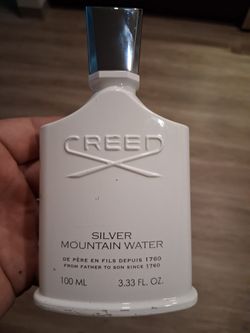 CREED
SILVER
MOUNTAIN WATER
DE PÈRE EN FILS DEPUIS 1760
FROM FATHER TO SON SINCE 1760
100 ML 3.33 FL. OZ.